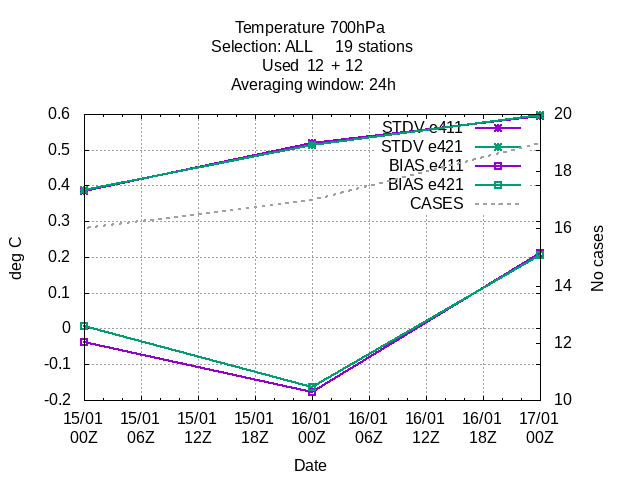 Temperature 700hPa
Selection: ALL     19 stations
Used  12 + 12
Averaging window: 24h
0.6
0.5
0.4
0.3
0.2
0.1
0
-0.1
-0.2
deg C
20
18
16
14
12
10
No cases
STDV e411
STDV e421
BIAS e411
BIAS e421
CASES
15/01 15/01 15/01 15/01 16/01 16/01 16/01 16/01 17/01
00Z 06Z 12Z 18Z 00Z 06Z 12Z 18Z 00Z
Date